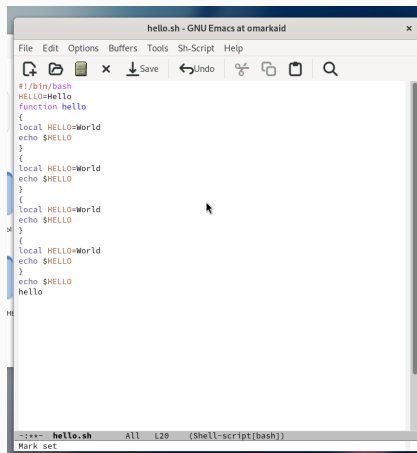 hello.sh - GNU Emacs at omarkaid
File Edit Options Buffers Tools Sh-Script Help
Save Undo
#!/bin/bash
HELLO=Hello
function hello
{
local HELLO=World
echo $HELLO
}
{
local HELLO=World
echo $HELLO
}
{
local HELLO=World
echo $HELLO
}
{
local HELLO=World
echo $HELLO
}
echo $HELLO
hello
-:**- hello.sh All L20 (Shell-script[bash])
Mark set